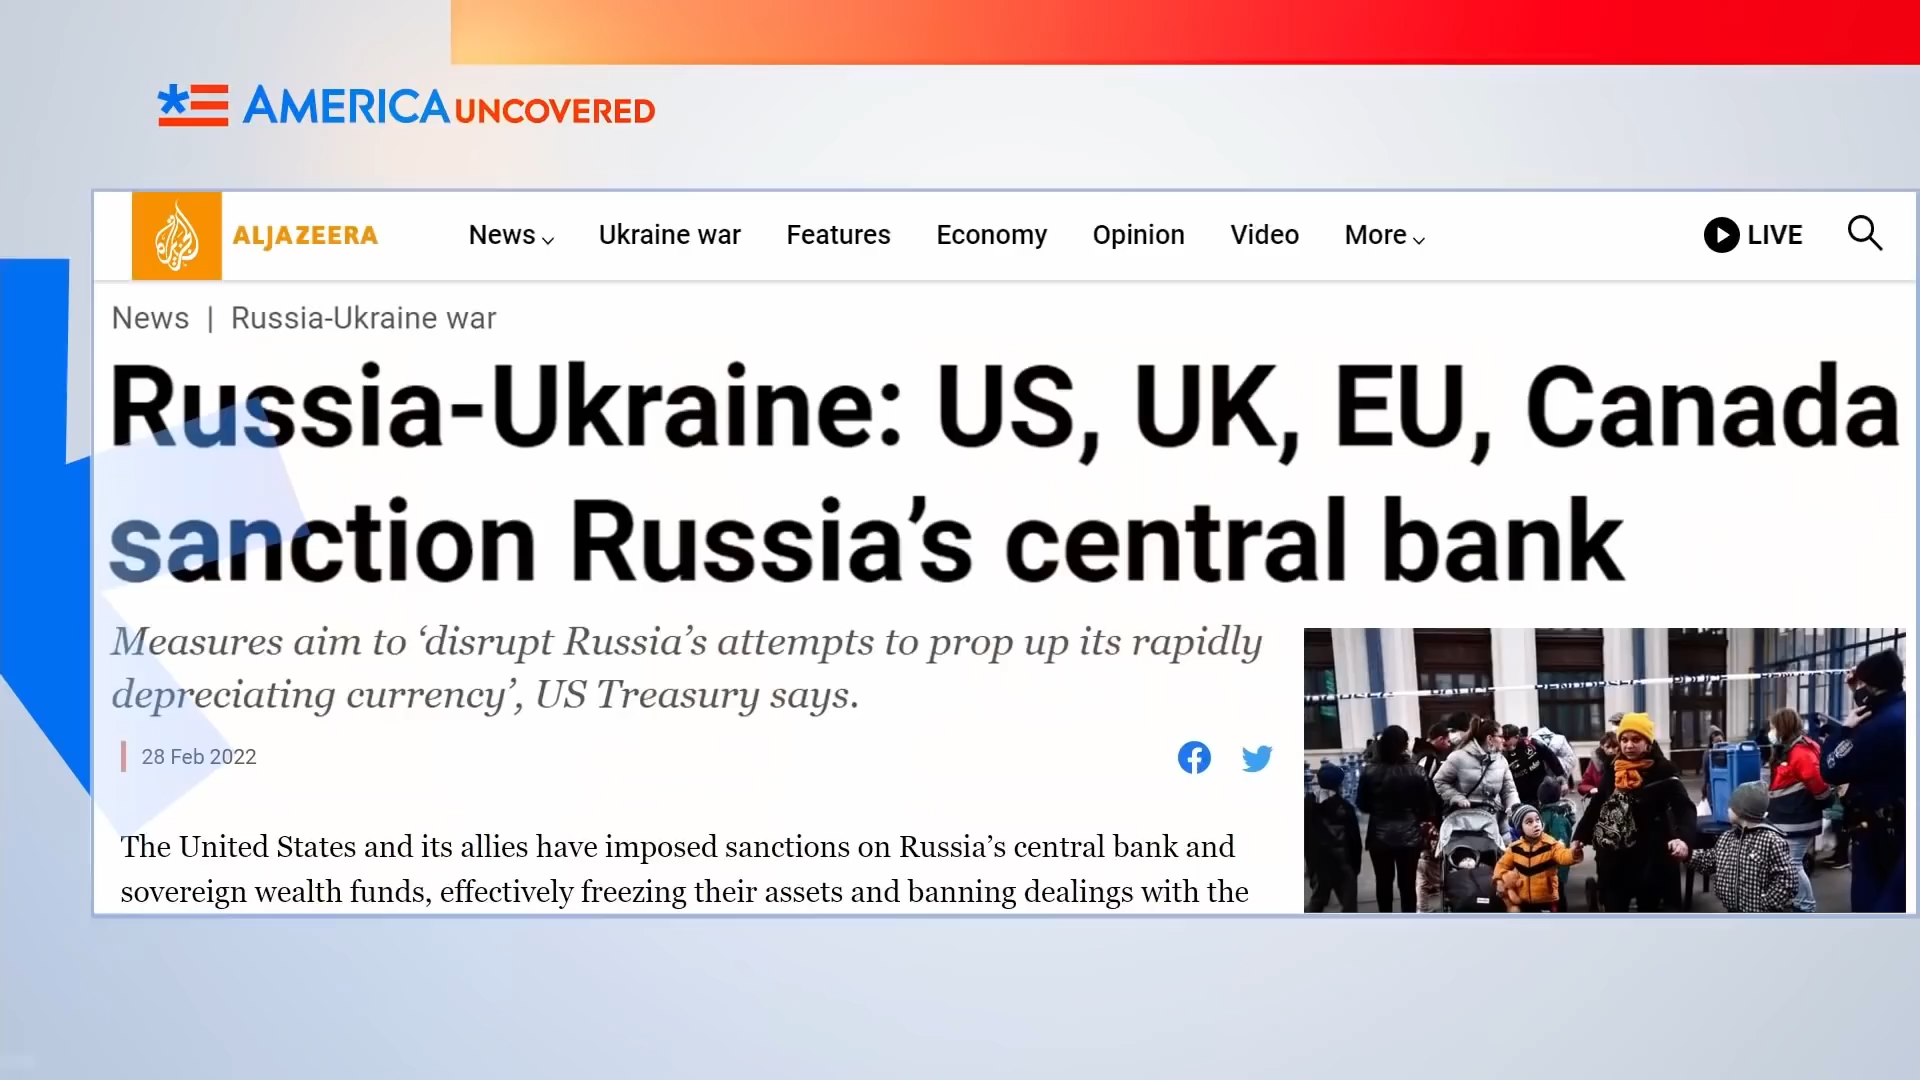 AMERICA UNCOVERED
ALJAZEERA News Ukraine war Features Economy Opinion Video More LIVE
News | Russia-Ukraine war
Russia-Ukraine: US, UK, EU, Canada
sanction Russia’s central bank
Measures aim to ‘disrupt Russia’s attempts to prop up its rapidly
depreciating currency’, US Treasury says.
28 Feb 2022
The United States and its allies have imposed sanctions on Russia’s central bank and
sovereign wealth funds, effectively freezing their assets and banning dealings with the